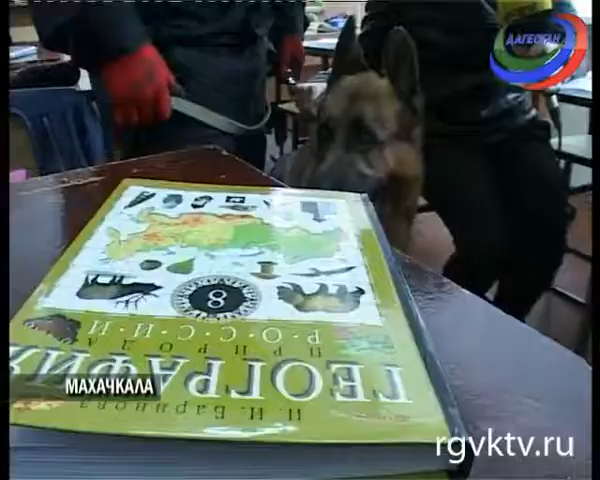 ДАГЕСТАН
8
ПРИРОДА
РОССИИ
ГЕОГРАФИЯ
И.И. Баринова
МАХАЧКАЛА
rgvktv.ru